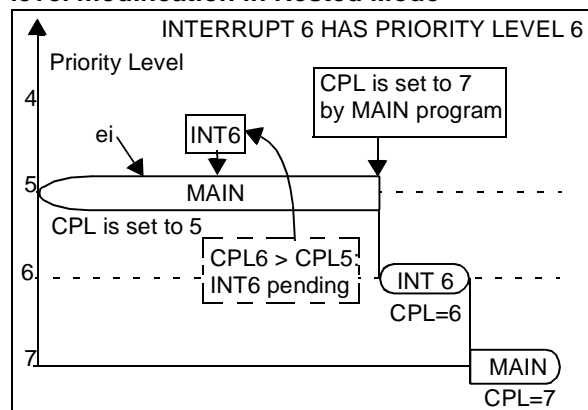 level modification in Nested Mode
INTERRUPT 6 HAS PRIORITY LEVEL 6
Priority Level
CPL is set to 7
by MAIN program
4
ei
INT6
5
MAIN
CPL is set to 5
CPL6 > CPL5:
INT6 pending
6
INT 6
CPL=6
7
MAIN
CPL=7